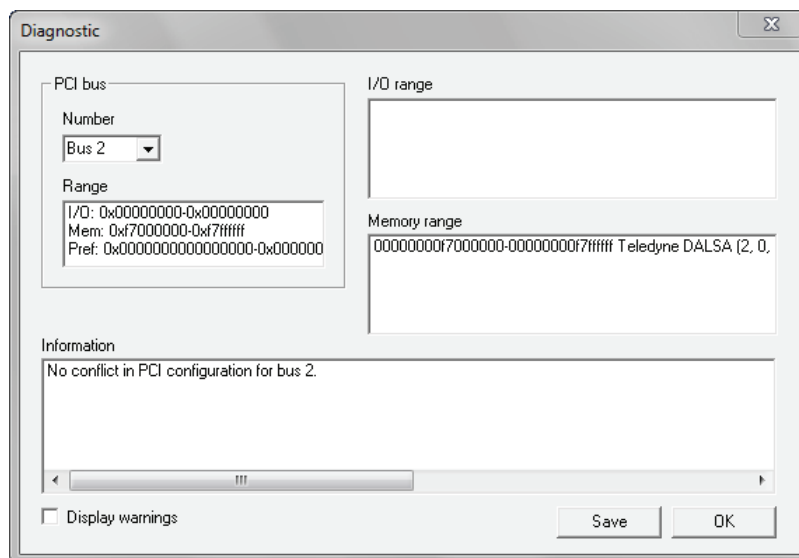 Diagnostic
PCI bus
Number
Bus 2
Range
I/O: 0x00000000-0x00000000
Mem: 0xf7000000-0xf7ffffff
Pref: 0x0000000000000000-0x000000
I/O range
Memory range
00000000f7000000-00000000f7ffffff Teledyne DALSA (2, 0,
Information
No conflict in PCI configuration for bus 2.
Display warnings
Save
OK